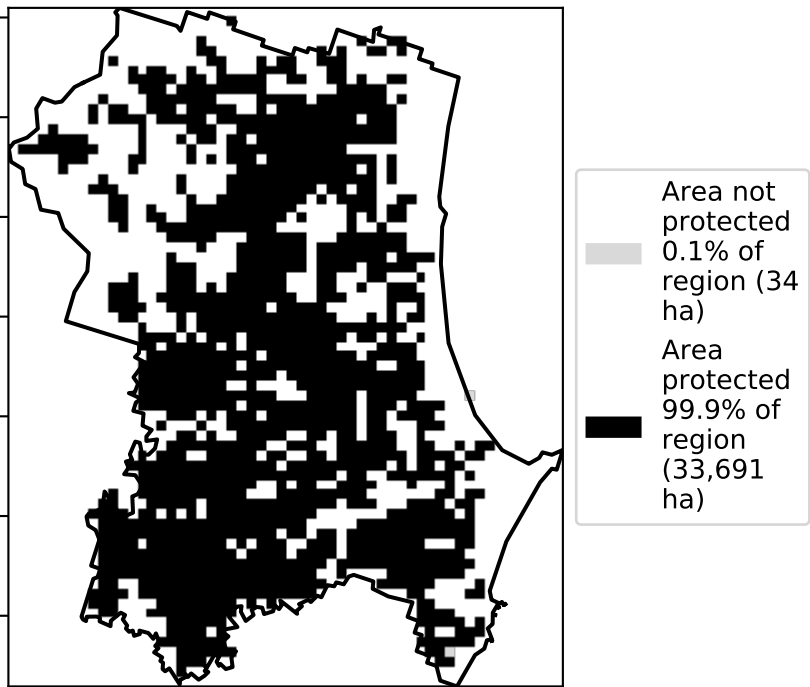 Area not
protected
0.1% of
region (34
ha)
Area
protected
99.9% of
region
(33,691
ha)